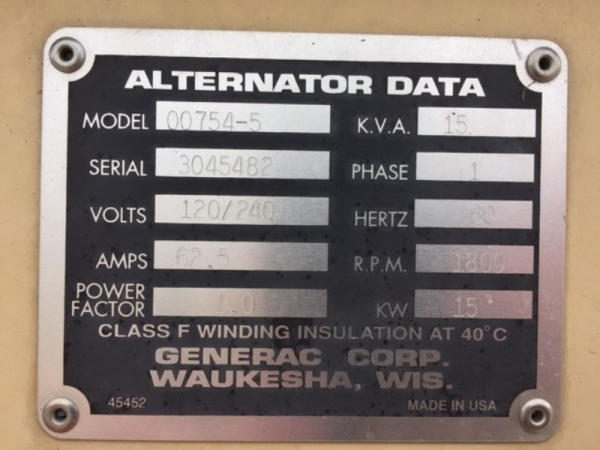 ALTERNATOR DATA
MODEL 00754-5 K.V.A. 15.
SERIAL 3045482 PHASE 1
VOLTS 120/240 HERTZ 60
AMPS 62.5 R.P.M. 1800
POWER FACTOR 1.0 KW 15
CLASS F WINDING INSULATION AT 40°C
GENERAC CORP.
WAUKESHA, WIS.
45452 MADE IN USA